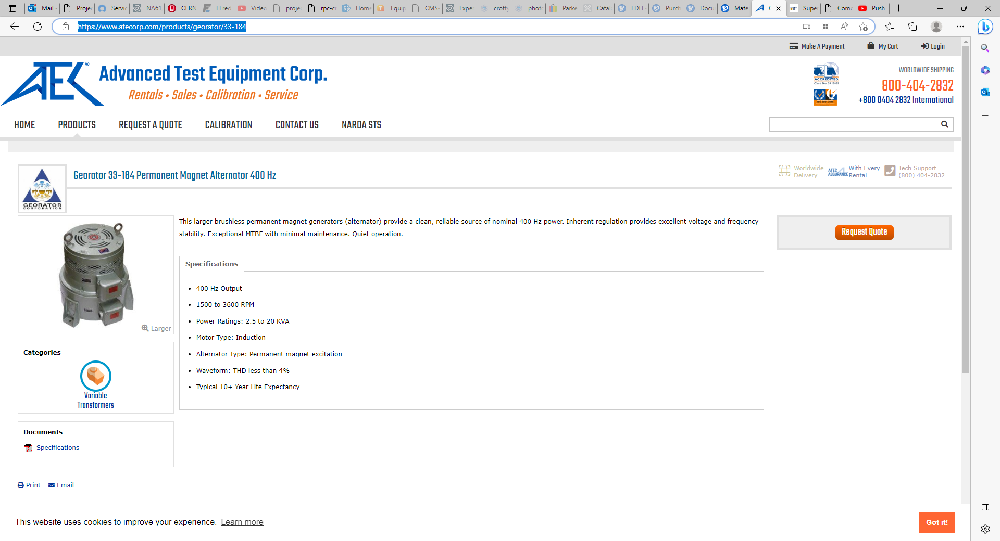 Mail -
Projec
Servic
NA61
CERN
EFred
Videc
proje
rpc-c
Home
Equip
CMS-
Exper
crotty
photo
Parke
Catal
EDH
Purch
Docu
Mate
G
Supe
Como
Push
https://www.atecorp.com/products/georator/33-184
Make A Payment
My Cart
Login
ATEC®
Advanced Test Equipment Corp.
Rentals • Sales • Calibration • Service
ACCREDITED
Cert No. 3410.01
WORLDWIDE SHIPPING
800-404-2832
+800 0404 2832 International
HOME
PRODUCTS
REQUEST A QUOTE
CALIBRATION
CONTACT US
NARDA STS
GEORATOR
CORPORATION
Georator 33-184 Permanent Magnet Alternator 400 Hz
Worldwide
Delivery
ATEC
ASSURANCE
With Every
Rental
Tech Support
(800) 404-2832
This larger brushless permanent magnet generators (alternator) provide a clean, reliable source of nominal 400 Hz power. Inherent regulation provides excellent voltage and frequency
stability. Exceptional MTBF with minimal maintenance. Quiet operation.
Request Quote
Larger
Specifications
• 400 Hz Output
• 1500 to 3600 RPM
• Power Ratings: 2.5 to 20 KVA
• Motor Type: Induction
• Alternator Type: Permanent magnet excitation
• Waveform: THD less than 4%
• Typical 10+ Year Life Expectancy
Categories
Variable
Transformers
Documents
Specifications
Print
Email
This website uses cookies to improve your experience. Learn more
Got it!